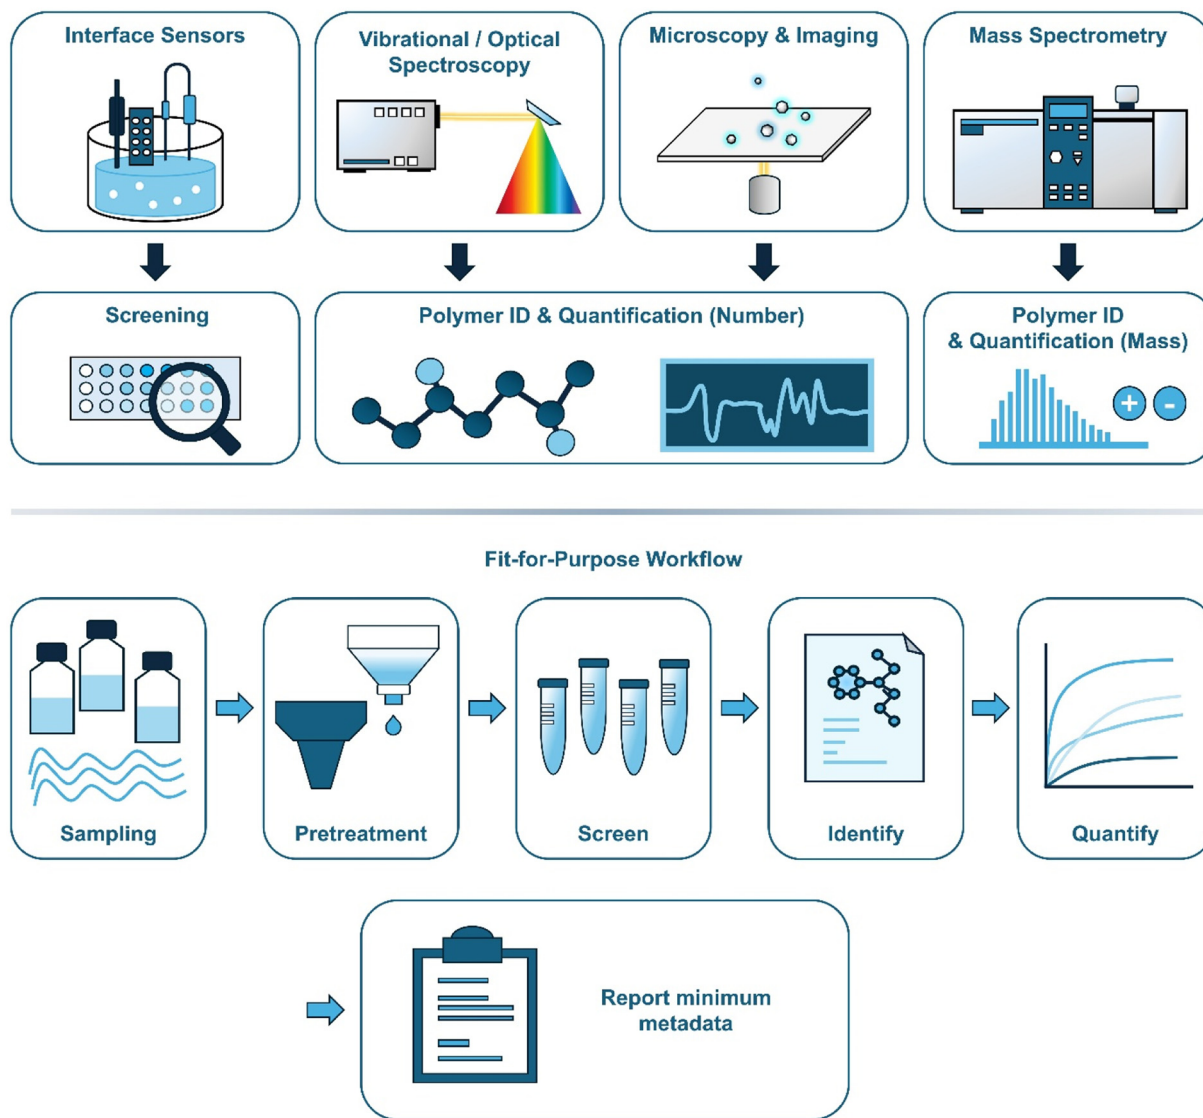 Interface Sensors
Vibrational / Optical
Spectroscopy
Microscopy & Imaging
Mass Spectrometry
Screening
Polymer ID & Quantification (Number)
Polymer ID
& Quantification (Mass)
+ -
Fit-for-Purpose Workflow
Sampling
Pretreatment
Screen
Identify
Quantify
Report minimum
metadata